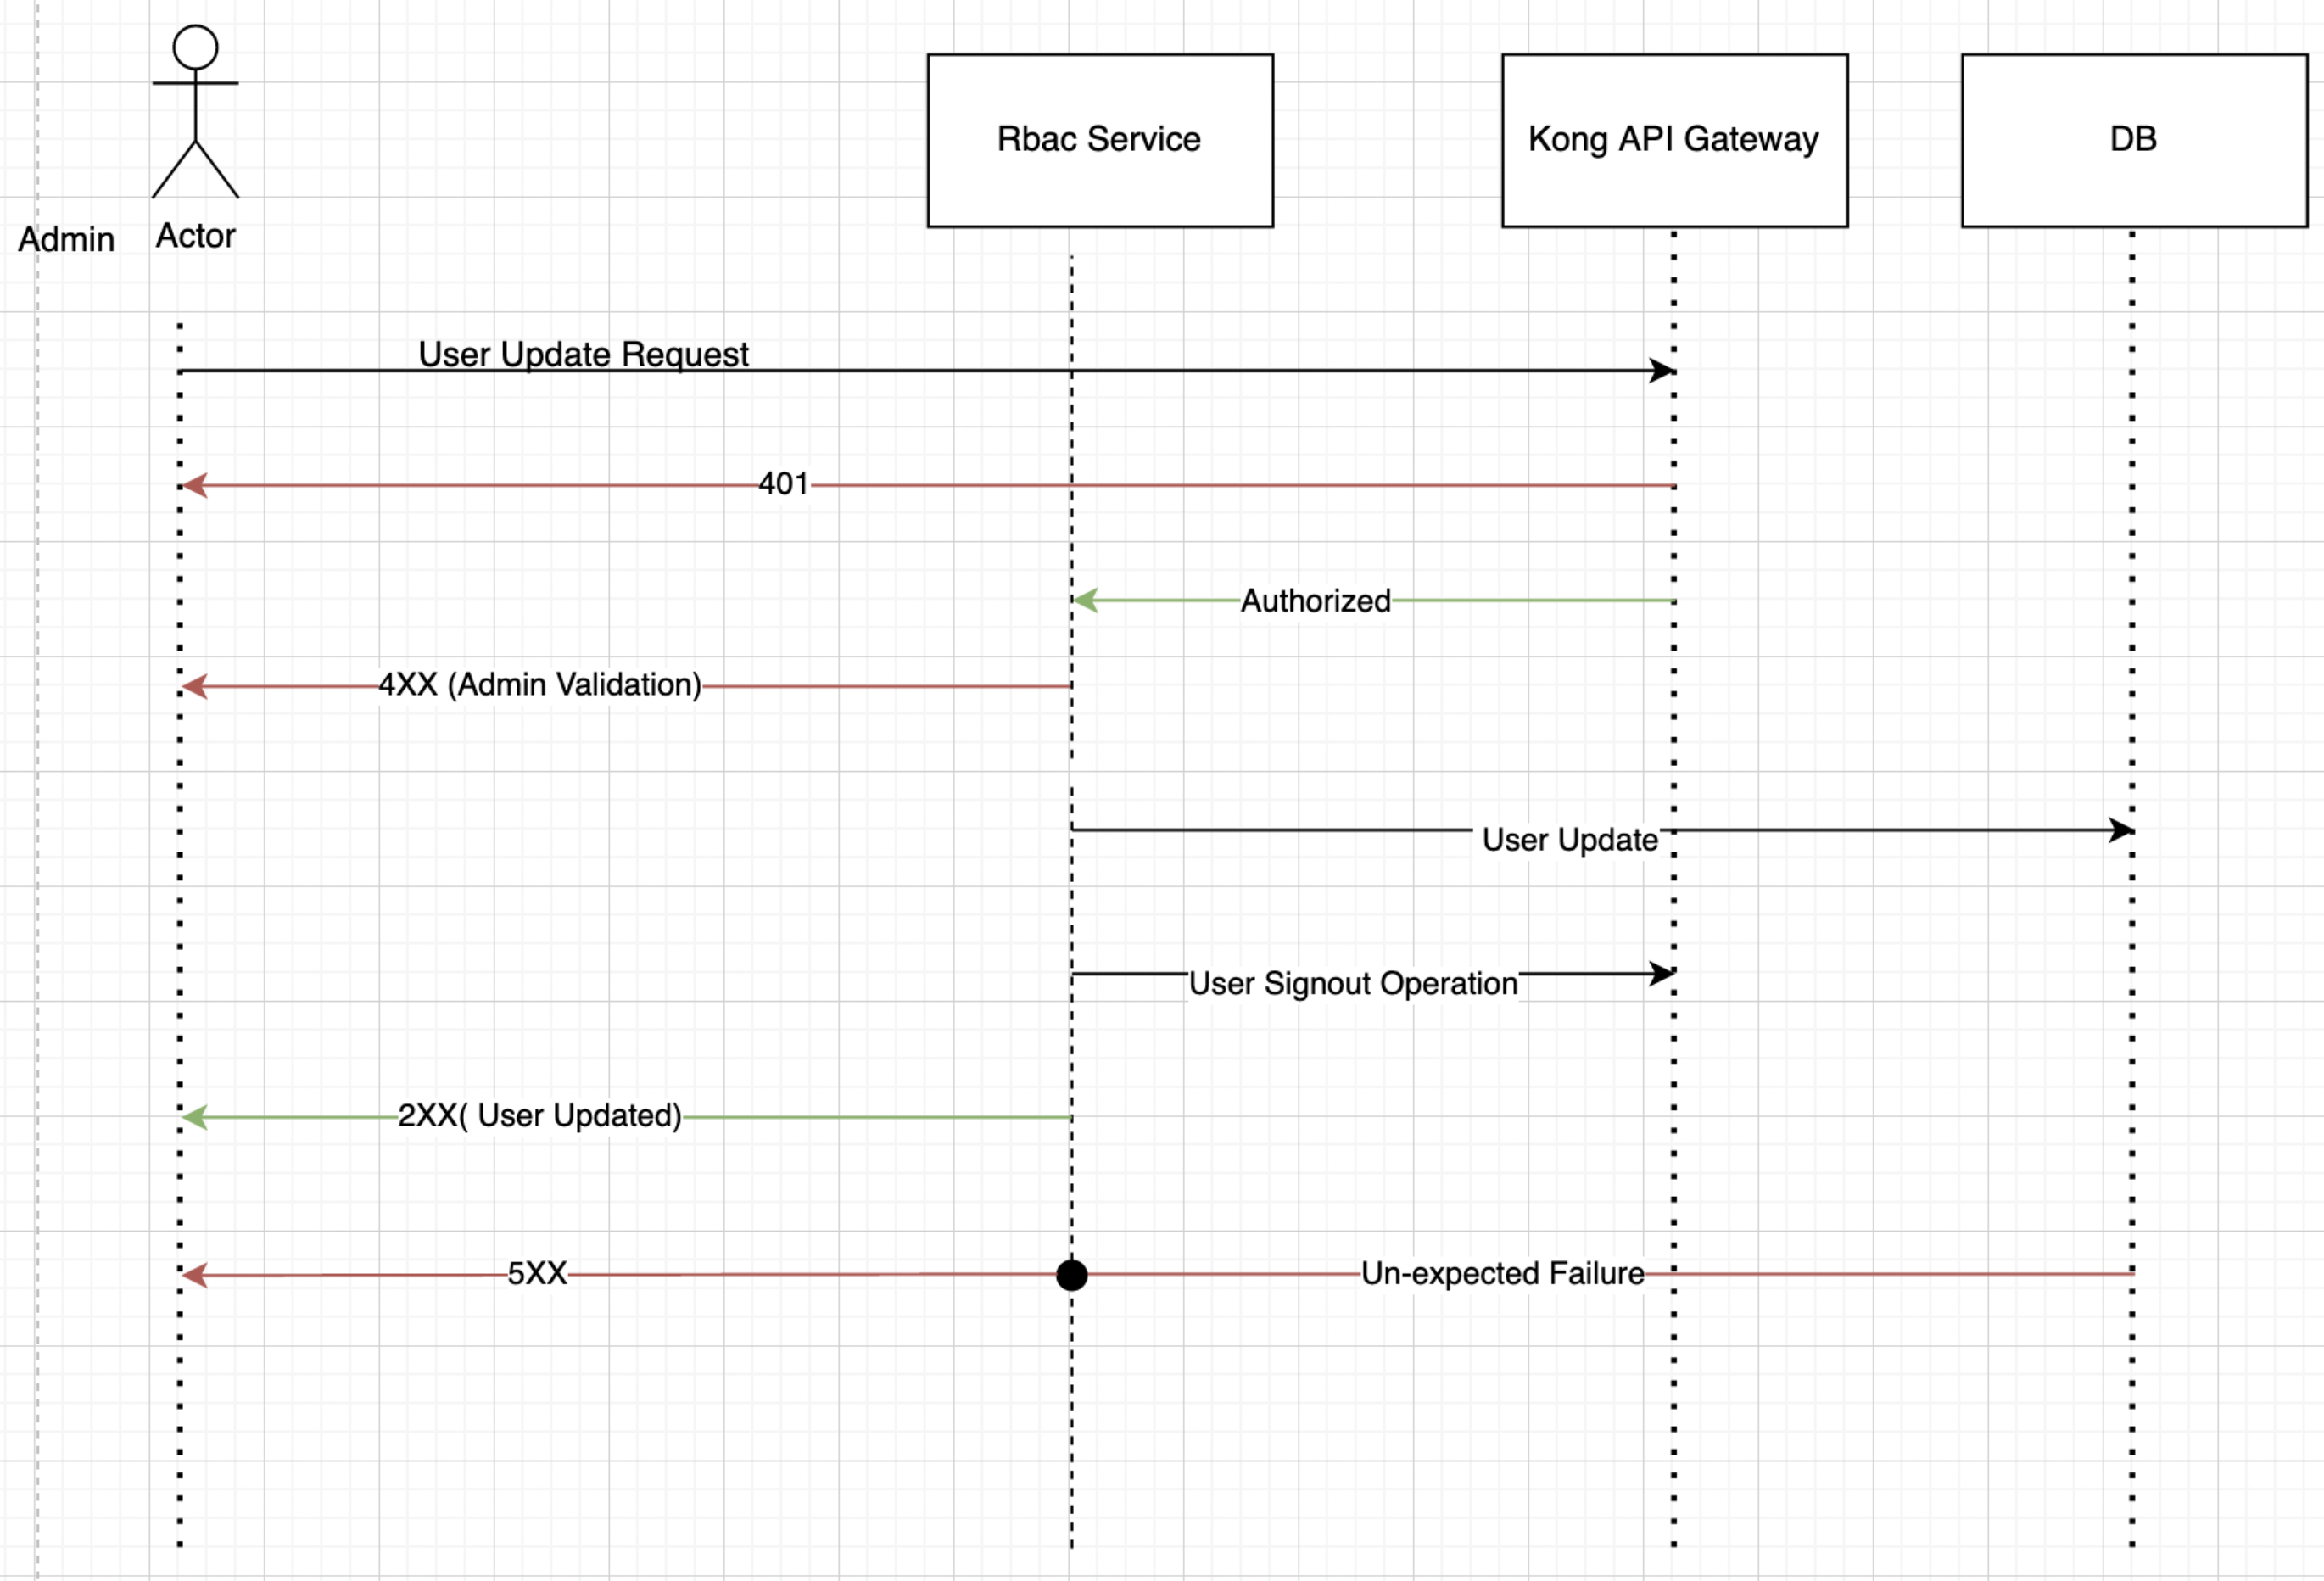 Rbac Service
Kong API Gateway
DB
Admin
Actor
User Update Request
401
Authorized
4XX (Admin Validation)
User Update
User Signout Operation
2XX( User Updated)
5XX
Un-expected Failure